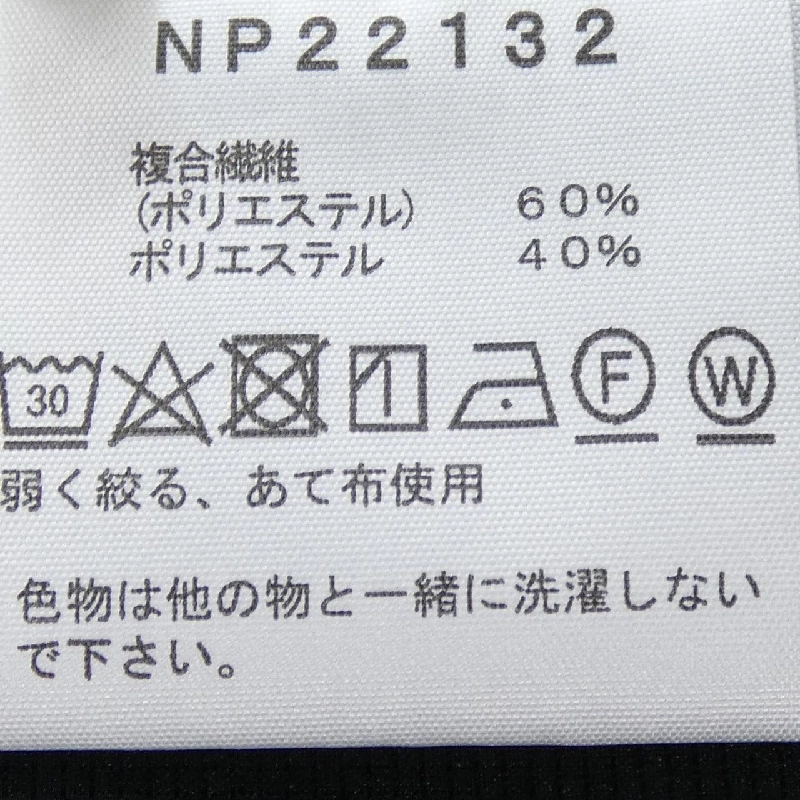 NP22132
複合繊維
(ポリエステル) 60%
ポリエステル 40%
30 F W
弱く絞る、あて布使用
色物は他の物と一緒に洗濯しない
で下さい。